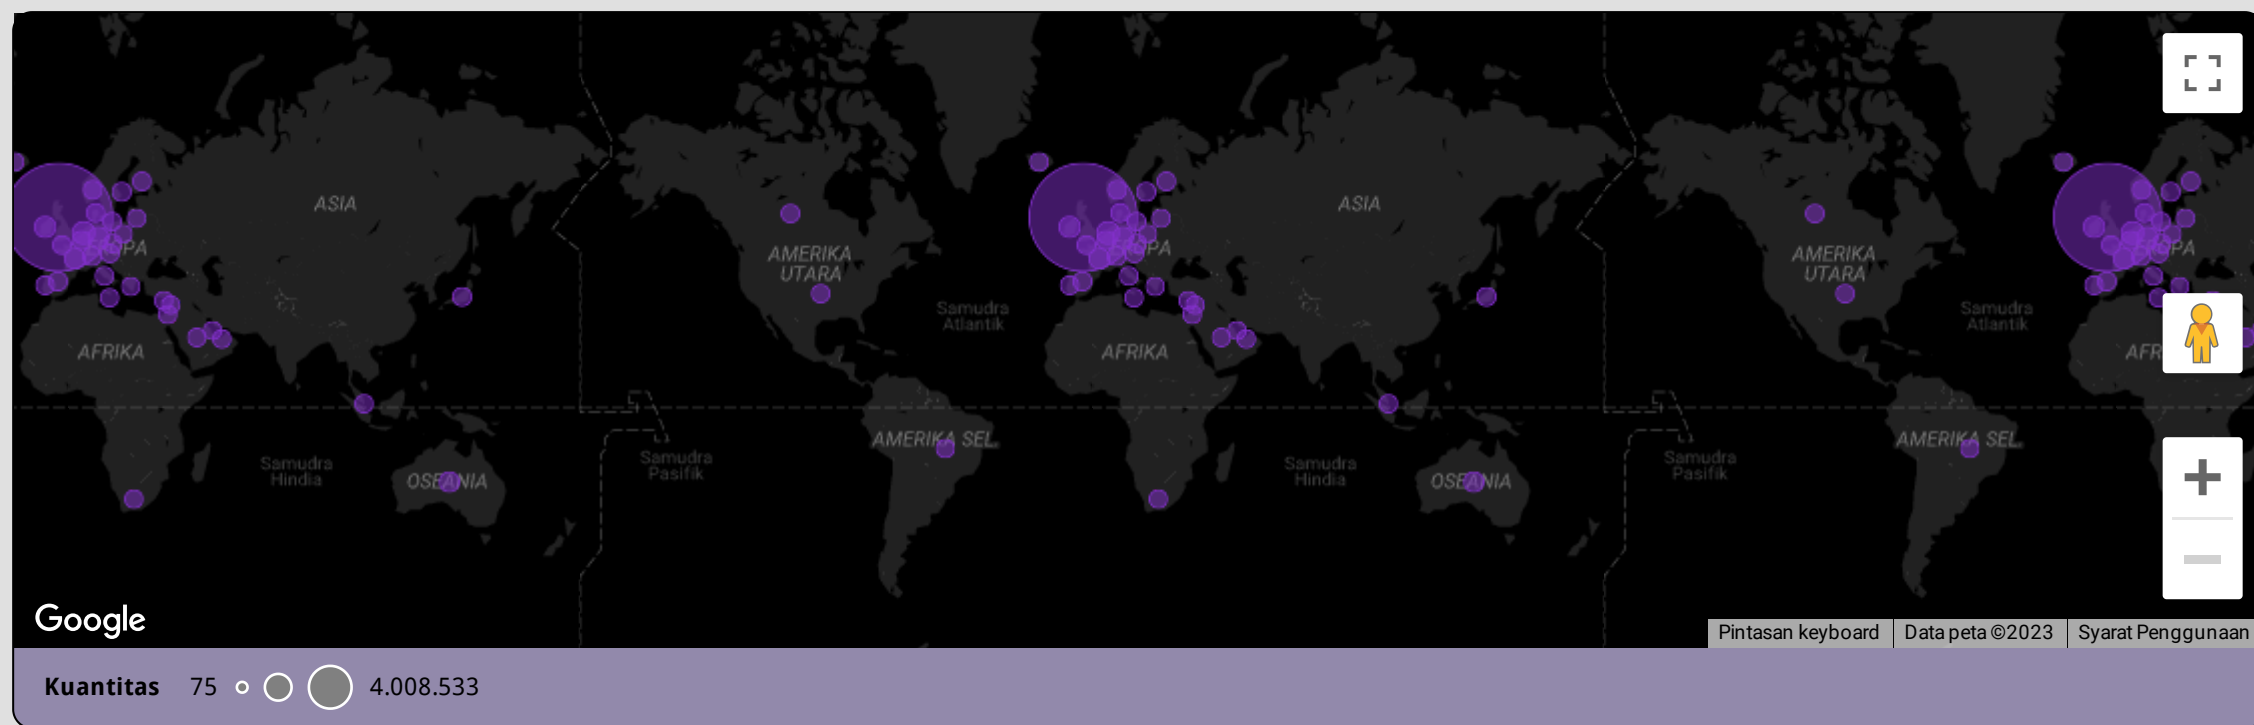 ASIA
ASIA
EROPA
EROPA
AMERIKA
UTARA
AMERIKA
UTARA
Samudra
Atlantik
Samudra
Atlantik
AFRIKA
AFRIKA
AMERIKA SEL.
AMERIKA SEL.
Samudra
Hindia
Samudra
Pasifik
Samudra
Hindia
Samudra
Pasifik
OSEANIA
OSEANIA
Google
Pintasan keyboard
Data peta ©2023
Syarat Penggunaan
Kuantitas 75 4.008.533